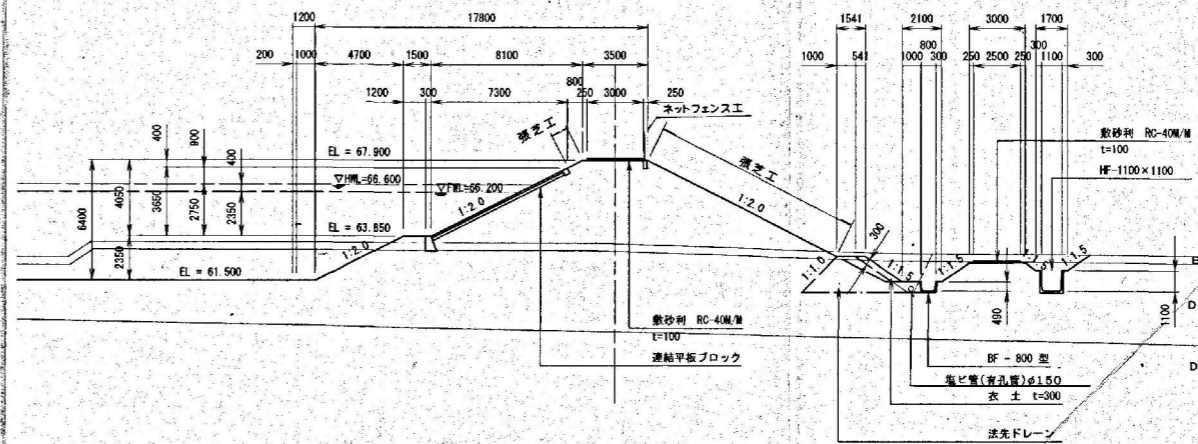 1200 17800 1541 2100 3000 1700
200 1000 4700 1500 8100 3500 1000 541 1000 800 300 250 2500 250 300 1100 300
1200 300 7300 800 250 3000 250
ネットフェンス工
張芝工
張芝工
敷砂利 RC-40M/M
t=100
HF-1100×1100
EL = 67.900
▽HWL=66.600
▽FWL=66.200
1:2.0
1:2.0
400 900 400
6400 4050 3650 2750 2350
2350
EL = 63.850
1:2.0
EL = 61.500
300
1:1.0
1:1.5
1:1.5
1:1.5
490
1100
E
D
D
敷砂利 RC-40M/M
t=100
連結平板ブロック
BF - 800 型
塩ビ管(有孔管)φ150
衣 土 t=300
法先ドレーン